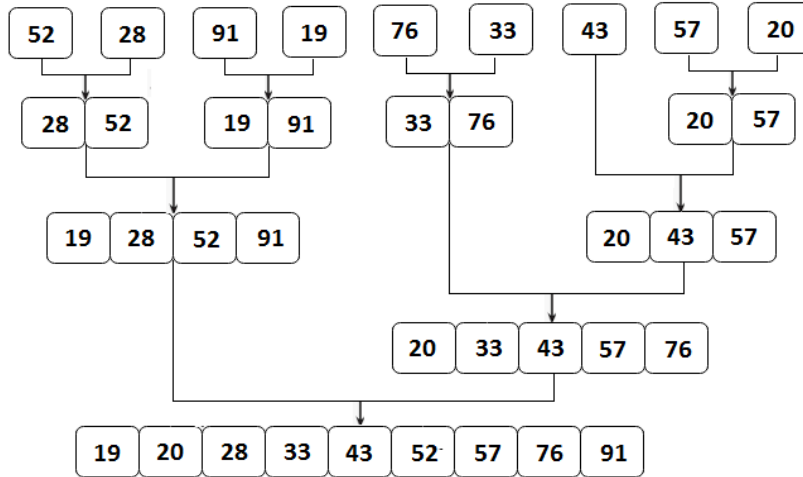 52 28 91 19 76 33 43 57 20
28 52 19 91 33 76 20 57
19 28 52 91 20 43 57
20 33 43 57 76
19 20 28 33 43 52 57 76 91